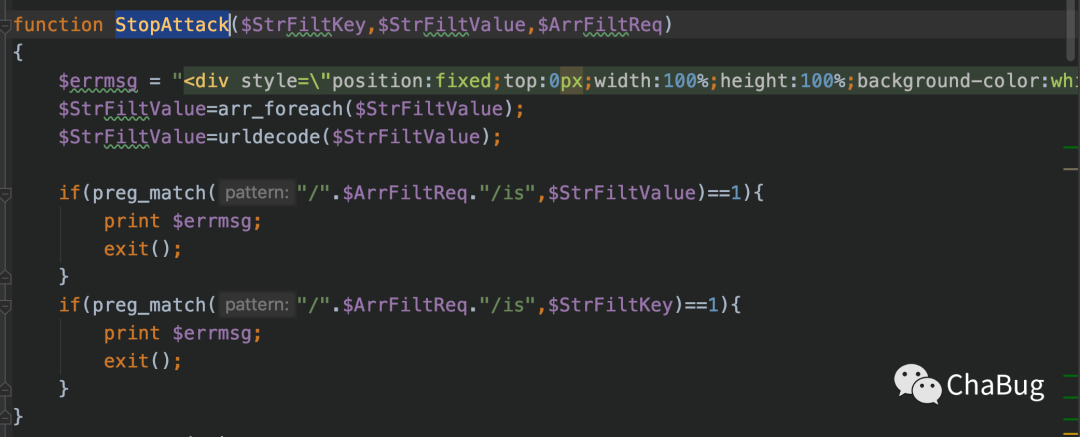 function StopAttack($StrFiltKey,$StrFiltValue,$ArrFiltReq)
{
    $errmsg = "<div style=\"position:fixed;top:0px;width:100%;height:100%;background-color:whi
    $StrFiltValue=arr_foreach($StrFiltValue);
    $StrFiltValue=urldecode($StrFiltValue);
    if(preg_match( pattern: "/".$ArrFiltReq."/is",$StrFiltValue)==1){
        print $errmsg;
        exit();
    }
    if(preg_match( pattern: "/".$ArrFiltReq."/is",$StrFiltKey)==1){
        print $errmsg;
        exit();
    }
ChaBug
}